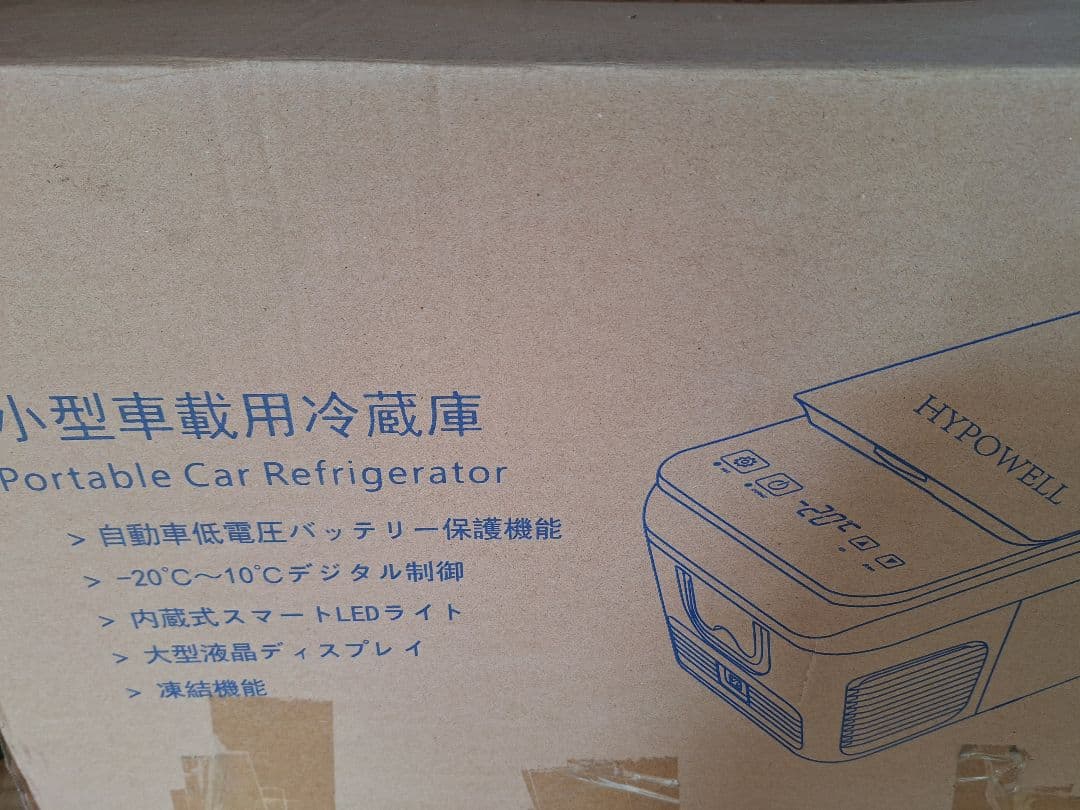 小型車載用冷蔵庫
Portable Car Refrigerator
> 自動車低電圧バッテリー保護機能
> -20℃~10℃デジタル制御
> 内蔵式スマートLEDライト
> 大型液晶ディスプレイ
> 凍結機能
HYPOWELL